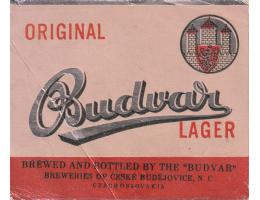 ORIGINAL
Budvar
LAGER
BREWED AND BOTTLED BY THE "BUDVAR"
BREWERIES OF ČESKÉ BUDĚJOVICE, N. C.
CZECHOSLOVAKIA